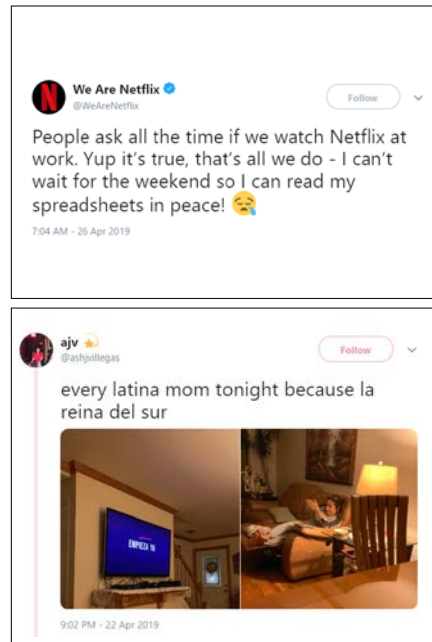 We Are Netflix
@WeAreNetflix
Follow
People ask all the time if we watch Netflix at
work. Yup it's true, that's all we do - I can't
wait for the weekend so I can read my
spreadsheets in peace! 😪
7:04 AM - 26 Apr 2019
ajv 💫
@ashjvillegas
Follow
every latina mom tonight because la
reina del sur
EMPIEZA YA
9:02 PM - 22 Apr 2019